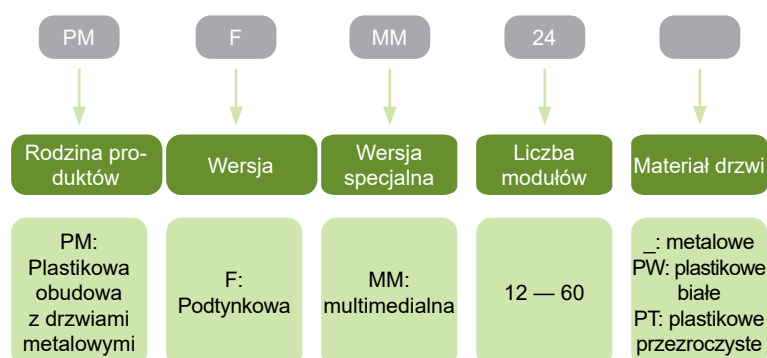 PM
F
MM
24
Rodzina pro-
duktów
Wersja
Wersja
specjalna
Liczba
modułów
Materiał drzwi
PM:
Plastikowa
obudowa
z drzwiami
metalowymi
F:
Podtynkowa
MM:
multimedialna
12 — 60
_: metalowe
PW: plastikowe
białe
PT: plastikowe
przezroczyste